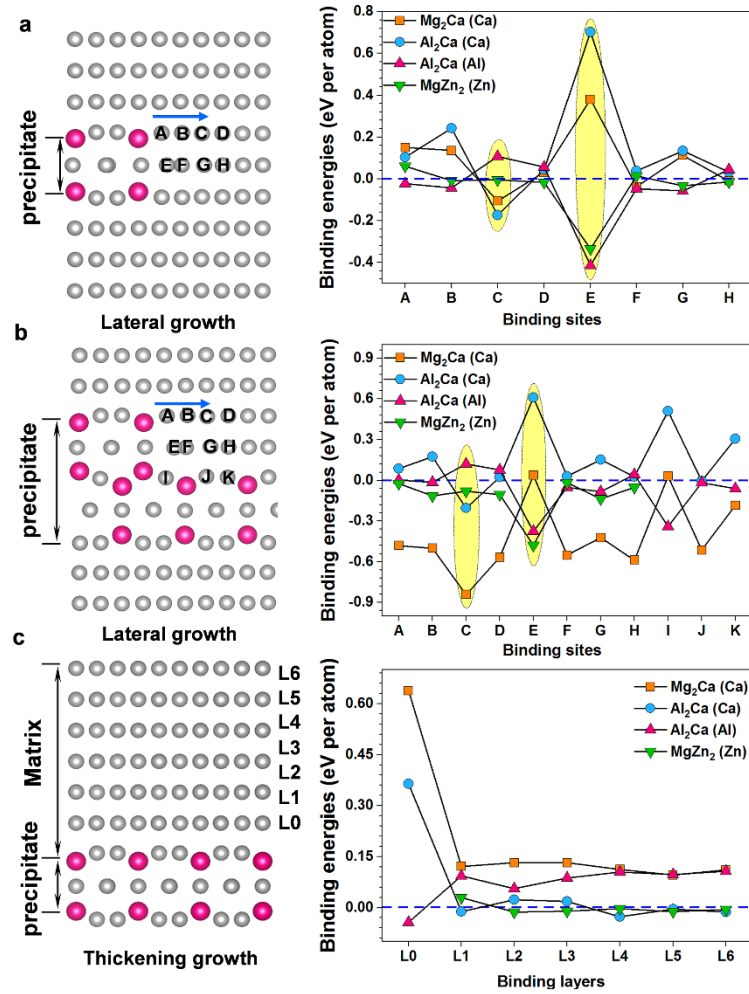 a
precipitate
A B C D
E F G H
Lateral growth
Binding energies (eV per atom)
0.8
0.6
0.4
0.2
0.0
-0.2
-0.4
Mg₂Ca (Ca)
Al₂Ca (Ca)
Al₂Ca (Al)
MgZn₂ (Zn)
A B C D E F G H
Binding sites
b
precipitate
A B C D
E F G H
I J K
Lateral growth
Binding energies (eV per atom)
0.9
0.6
0.3
0.0
-0.3
-0.6
-0.9
Mg₂Ca (Ca)
Al₂Ca (Ca)
Al₂Ca (Al)
MgZn₂ (Zn)
A B C D E F G H I J K
Binding sites
c
Matrix
precipitate
L6
L5
L4
L3
L2
L1
L0
Thickening growth
Binding energies (eV per atom)
0.60
0.45
0.30
0.15
0.00
Mg₂Ca (Ca)
Al₂Ca (Ca)
Al₂Ca (Al)
MgZn₂ (Zn)
L0 L1 L2 L3 L4 L5 L6
Binding layers